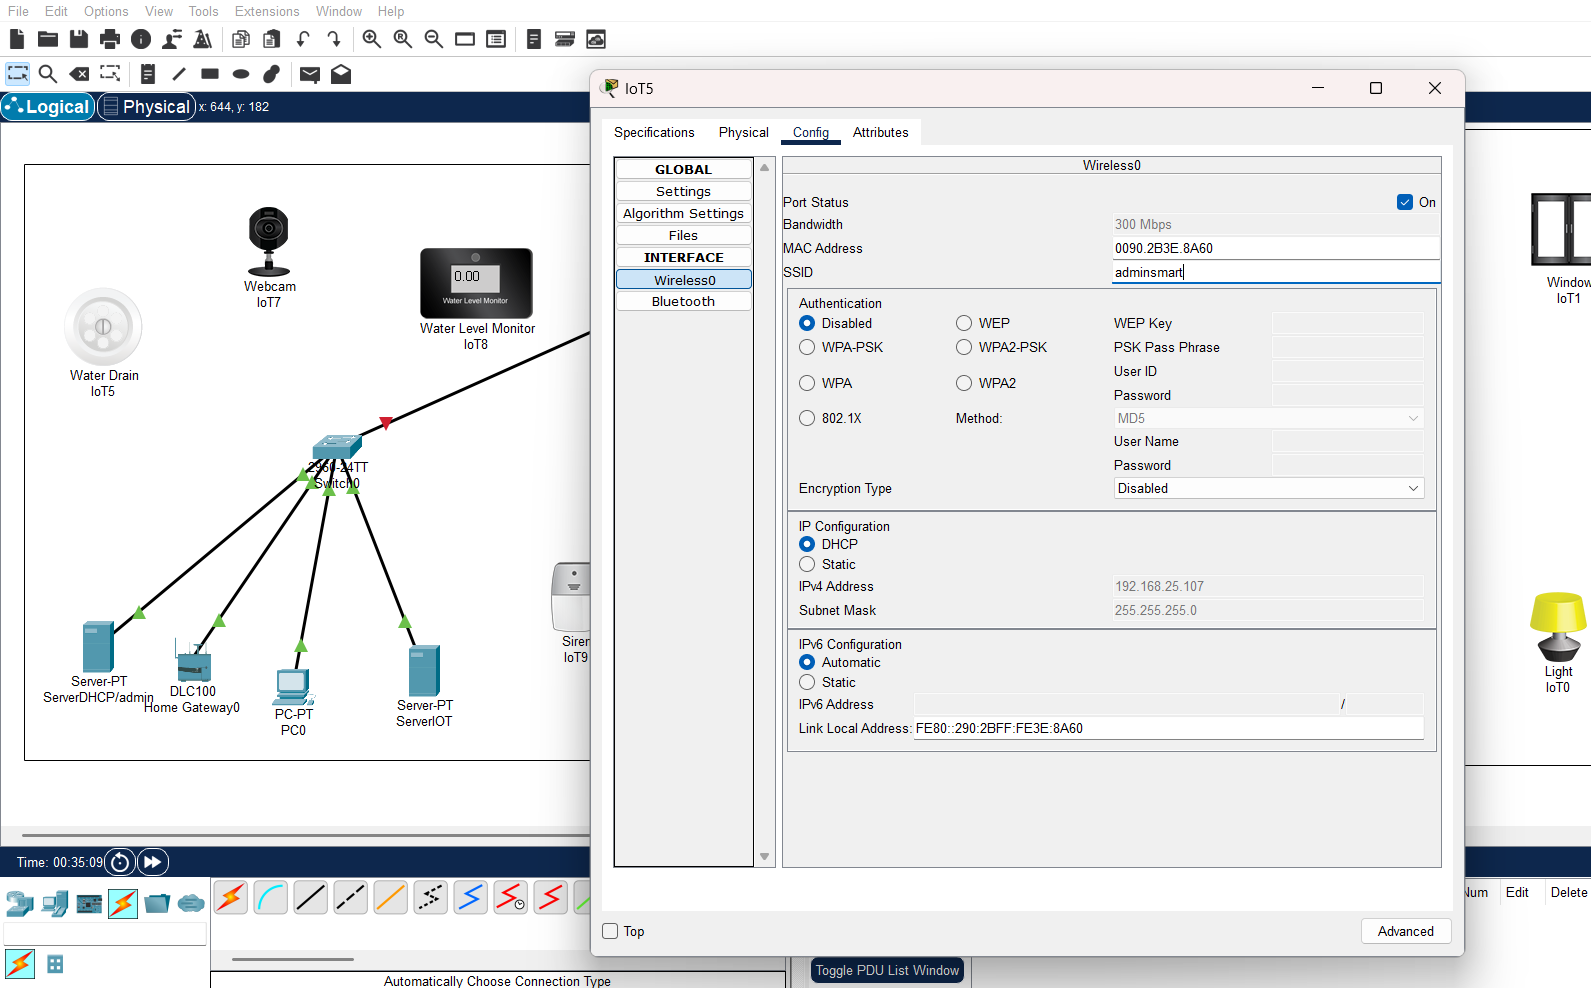 File Edit Options View Tools Extensions Window Help
Logical Physical x: 644, y: 182
Webcam
IoT7
0.00
Water Level Monitor
Water Level Monitor
IoT8
Water Drain
IoT5
2960-24TT
Switch0
Server-PT
ServerDHCP/admin
DLC100
Home Gateway0
PC-PT
PC0
Server-PT
ServerIOT
Siren
IoT9
Window
IoT1
Light
IoT0
IoT5
Specifications Physical Config Attributes
GLOBAL
Settings
Algorithm Settings
Files
INTERFACE
Wireless0
Bluetooth
Wireless0
Port Status On
Bandwidth 300 Mbps
MAC Address 0090.2B3E.8A60
SSID adminsmart
Authentication
Disabled WEP WEP Key
WPA-PSK WPA2-PSK PSK Pass Phrase
User ID
WPA WPA2
Password
802.1X Method: MD5
User Name
Password
Encryption Type Disabled
IP Configuration
DHCP
Static
IPv4 Address 192.168.25.107
Subnet Mask 255.255.255.0
IPv6 Configuration
Automatic
Static
IPv6 Address /
Link Local Address: FE80::290:2BFF:FE3E:8A60
Top Advanced
Time: 00:35:09
Num Edit Delete
Toggle PDU List Window
Automatically Choose Connection Type